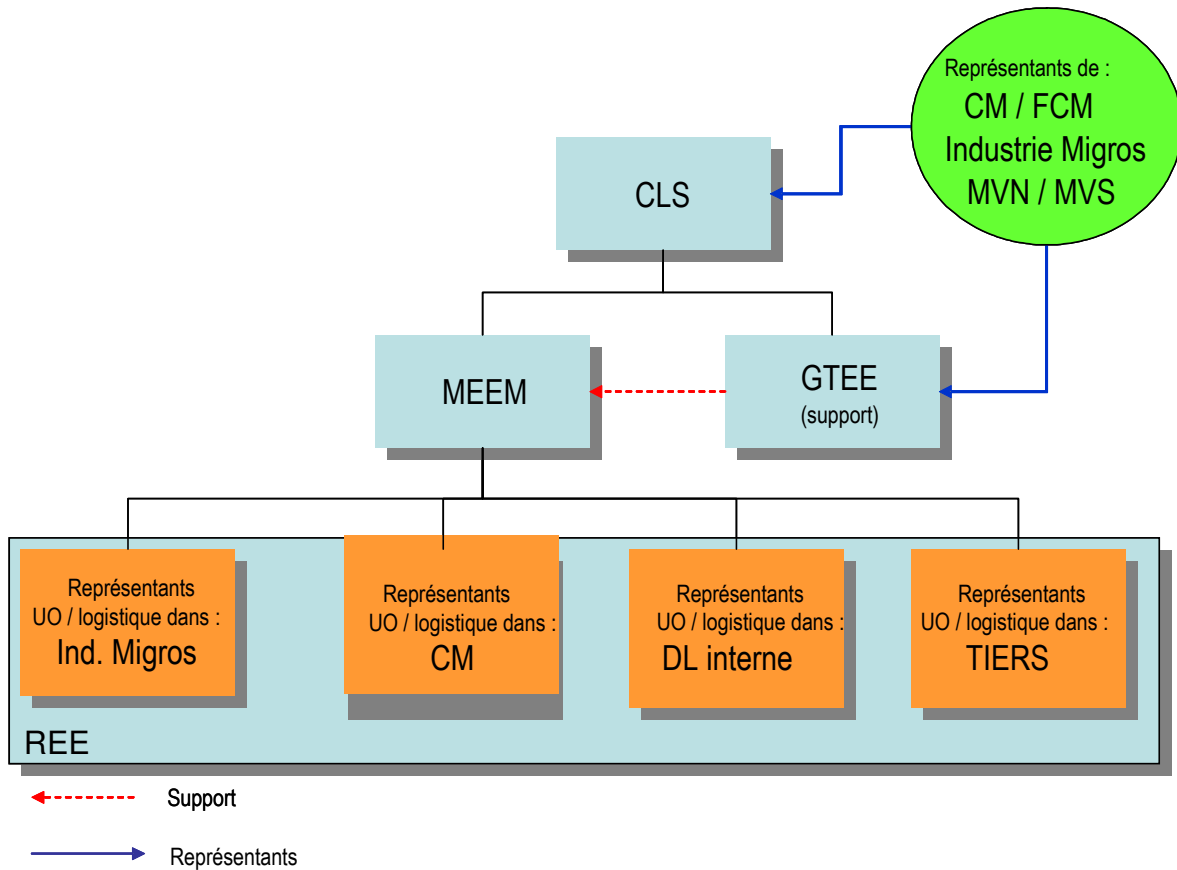 Représentants de :
CM / FCM
Industrie Migros
MVN / MVS
CLS
MEEM
GTEE
(support)
Représentants
UO / logistique dans :
Ind. Migros
Représentants
UO / logistique dans :
CM
Représentants
UO / logistique dans :
DL interne
Représentants
UO / logistique dans :
TIERS
REE
Support
Représentants